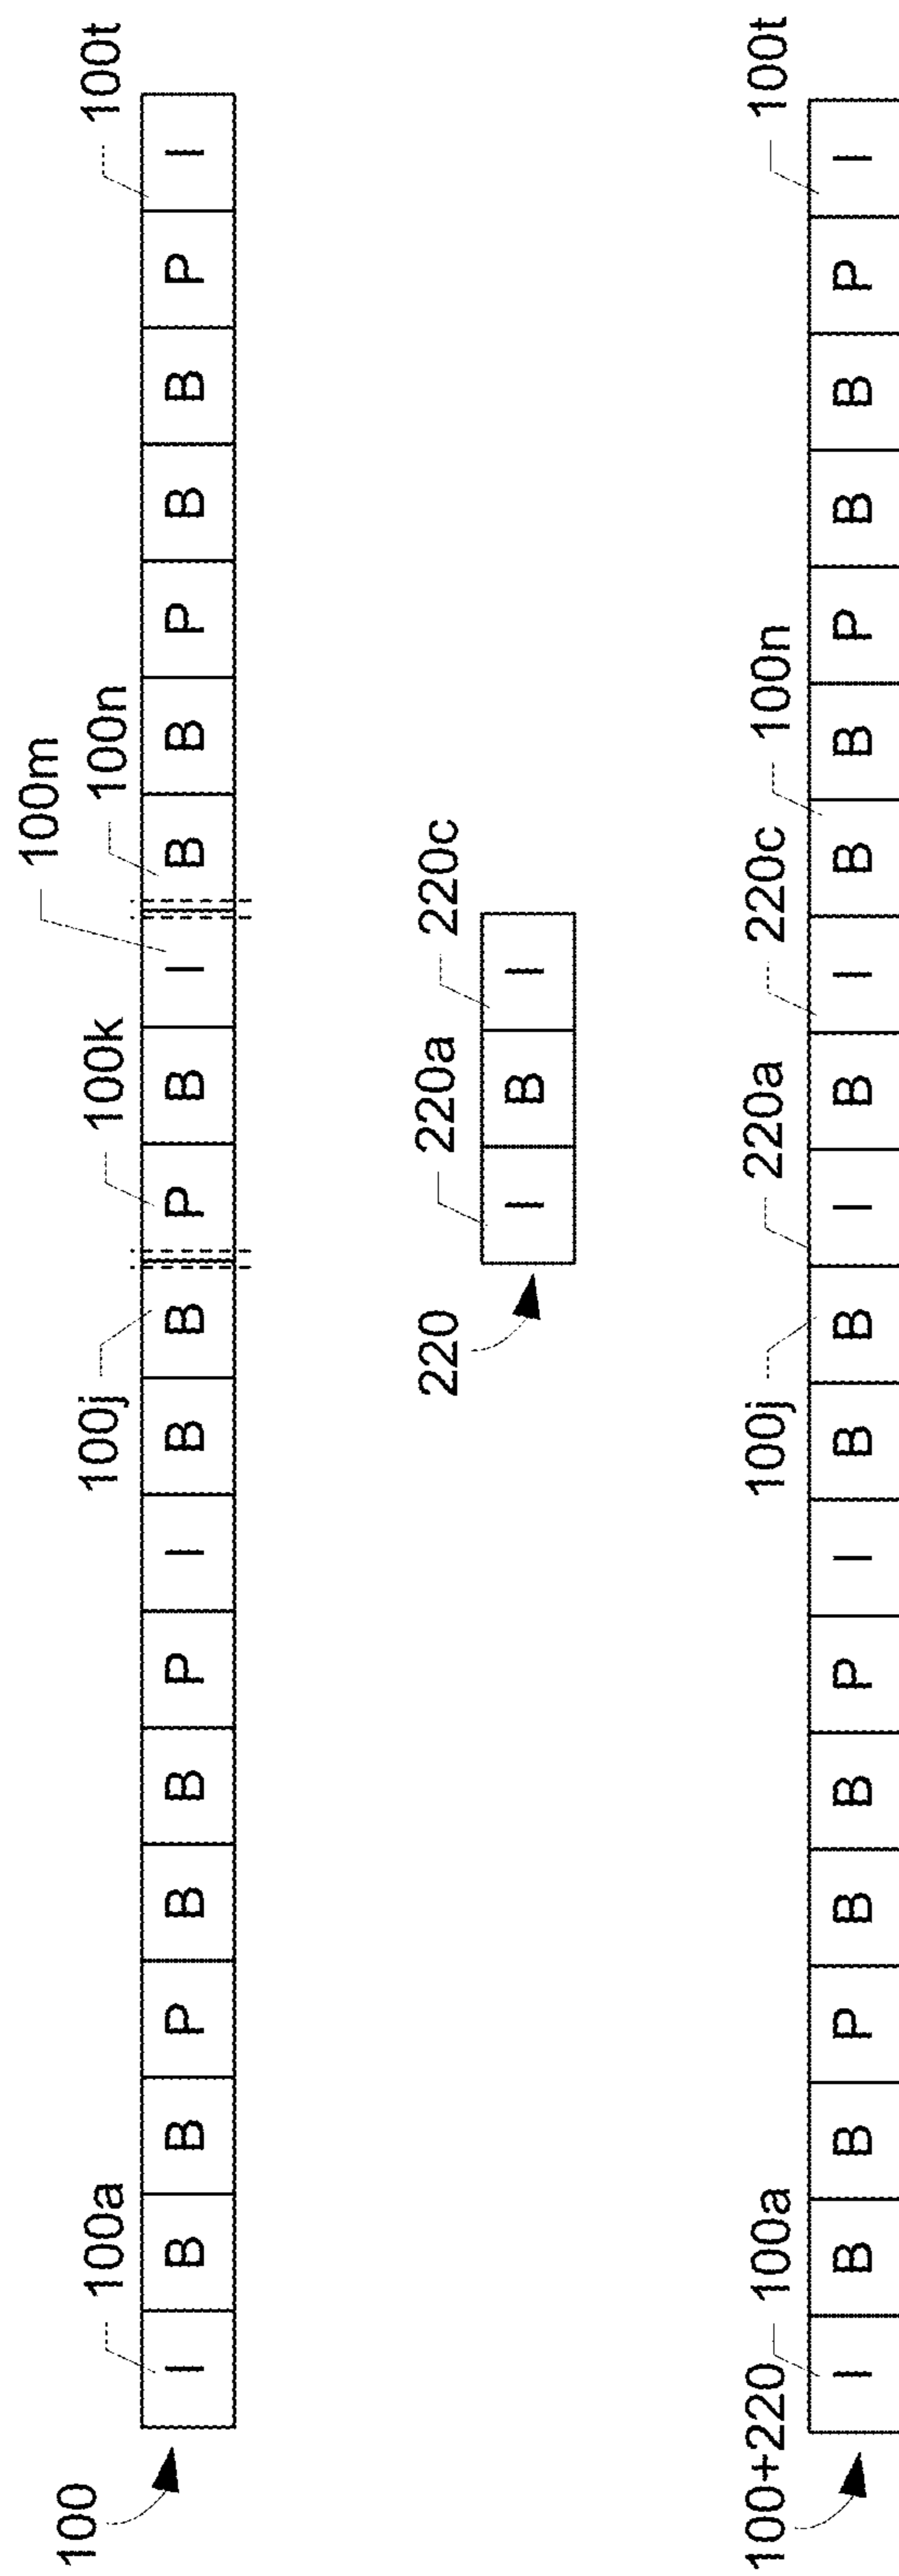 100m
100a 100j 100k 100n 100t
100 I B B P B B P I B B P B I B B P B B P I
220a 220c
220 I B I
100+220 100a 100j 220a 220c 100n 100t
I B B P B B P I B B I B I B B P B B P I